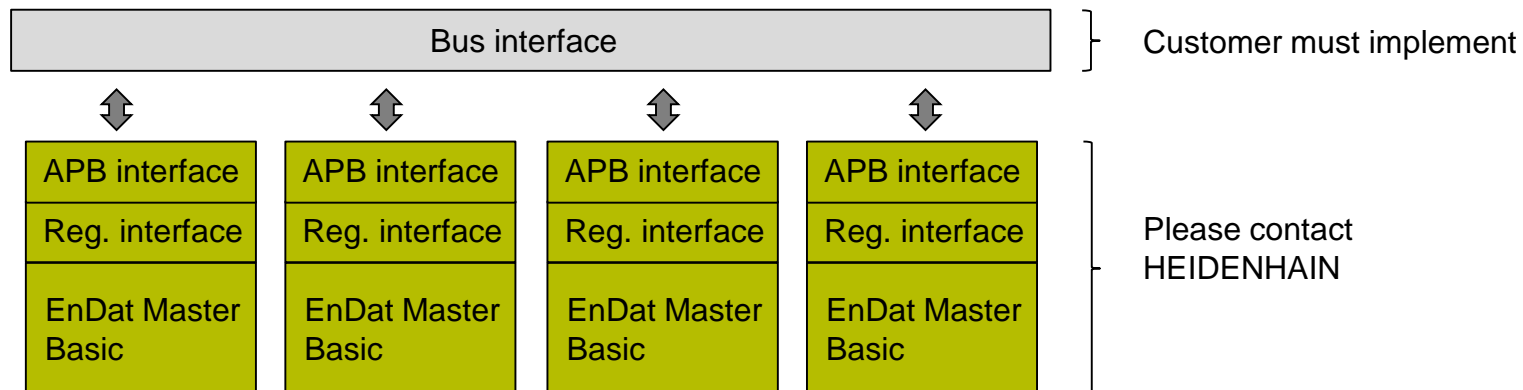 Bus interface
Customer must implement
APB interface
APB interface
APB interface
APB interface
Reg. interface
Reg. interface
Reg. interface
Reg. interface
Please contact
HEIDENHAIN
EnDat Master
Basic
EnDat Master
Basic
EnDat Master
Basic
EnDat Master
Basic